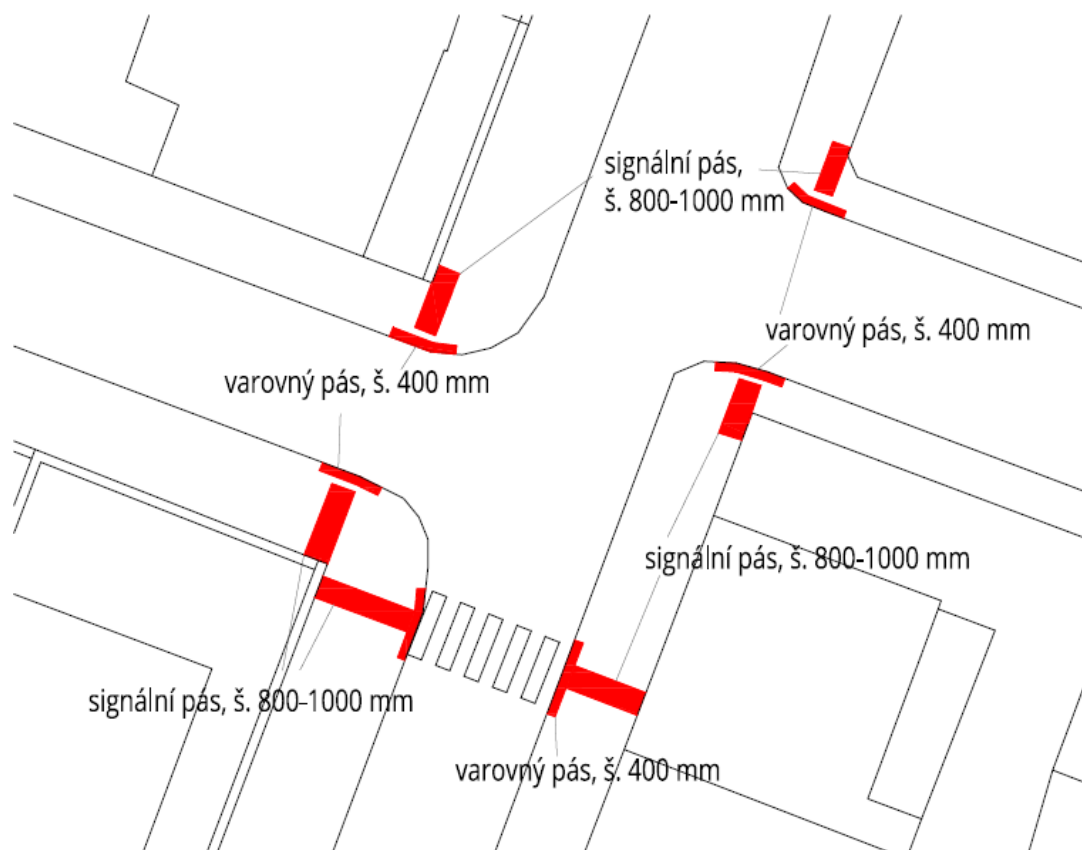 signální pás,
š. 800-1000 mm
varovný pás, š. 400 mm
varovný pás, š. 400 mm
signální pás, š. 800-1000 mm
signální pás, š. 800-1000 mm
varovný pás, š. 400 mm